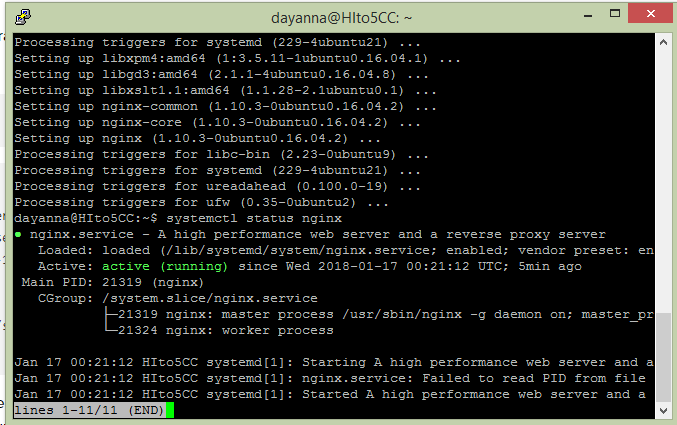 dayanna@HIto5CC: ~
Processing triggers for systemd (229-4ubuntu21) ...
Setting up libxpm4:amd64 (1:3.5.11-1ubuntu0.16.04.1) ...
Setting up libgd3:amd64 (2.1.1-4ubuntu0.16.04.8) ...
Setting up libxslt1.1:amd64 (1.1.28-2.1ubuntu0.1) ...
Setting up nginx-common (1.10.3-0ubuntu0.16.04.2) ...
Setting up nginx-core (1.10.3-0ubuntu0.16.04.2) ...
Setting up nginx (1.10.3-0ubuntu0.16.04.2) ...
Processing triggers for libc-bin (2.23-0ubuntu9) ...
Processing triggers for systemd (229-4ubuntu21) ...
Processing triggers for ureadahead (0.100.0-19) ...
Processing triggers for ufw (0.35-0ubuntu2) ...
dayanna@HIto5CC:~$ systemctl status nginx
● nginx.service - A high performance web server and a reverse proxy server
   Loaded: loaded (/lib/systemd/system/nginx.service; enabled; vendor preset: en
   Active: active (running) since Wed 2018-01-17 00:21:12 UTC; 5min ago
 Main PID: 21319 (nginx)
   CGroup: /system.slice/nginx.service
           ├─21319 nginx: master process /usr/sbin/nginx -g daemon on; master_pr
           └─21324 nginx: worker process
Jan 17 00:21:12 HIto5CC systemd[1]: Starting A high performance web server and a
Jan 17 00:21:12 HIto5CC systemd[1]: nginx.service: Failed to read PID from file
Jan 17 00:21:12 HIto5CC systemd[1]: Started A high performance web server and a
lines 1-11/11 (END)